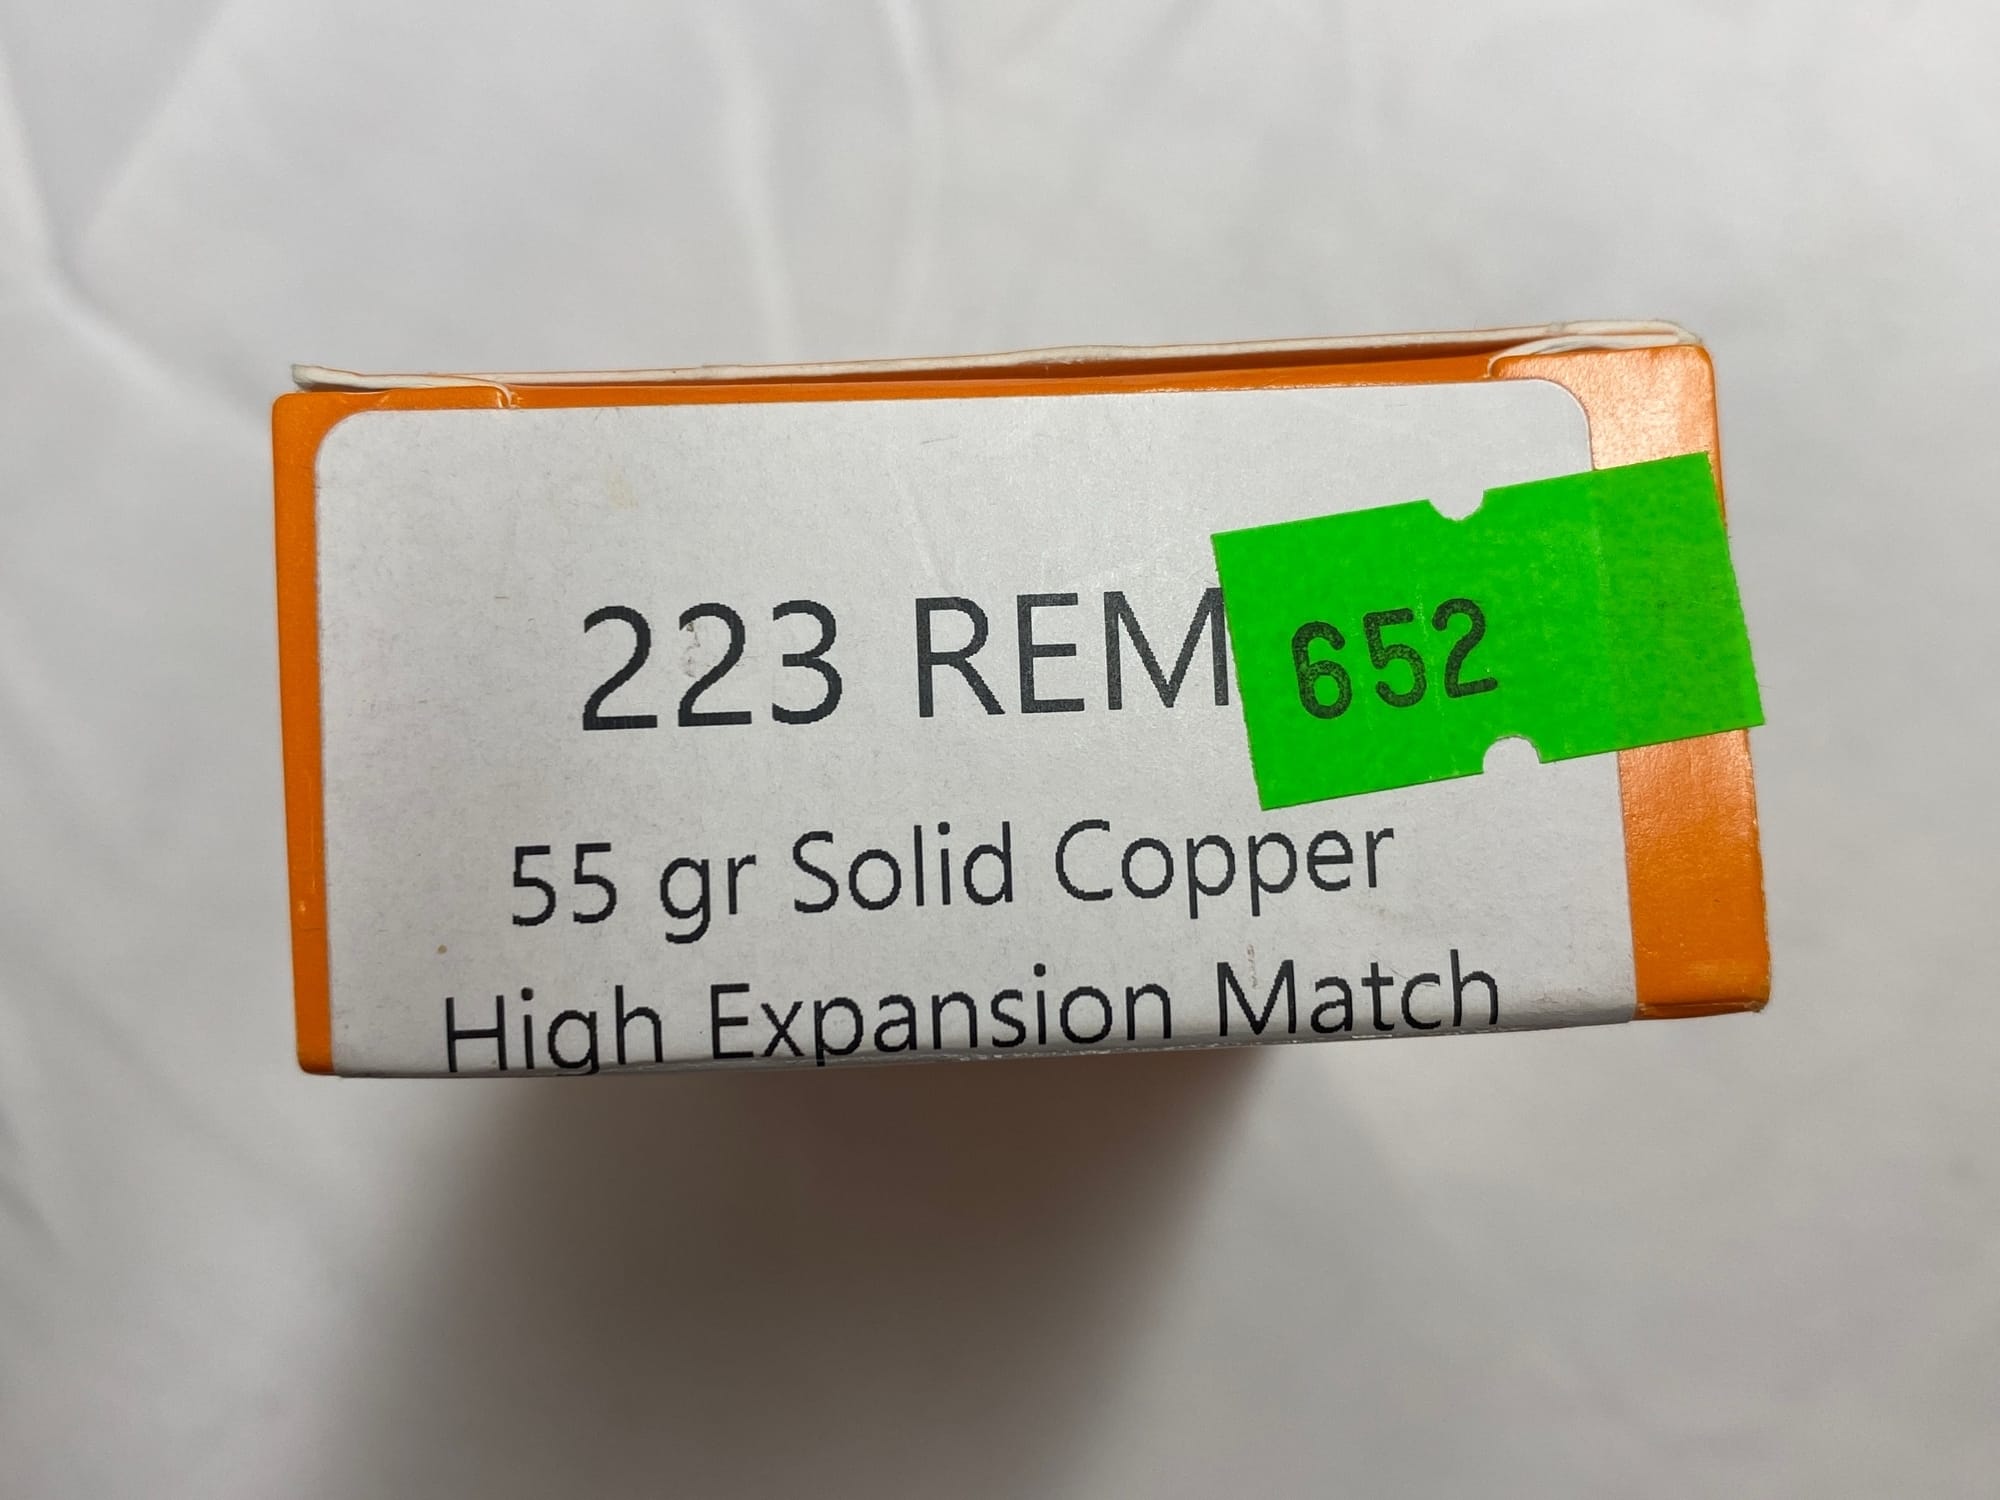 223 REM
652
55 gr Solid Copper
High Expansion Match